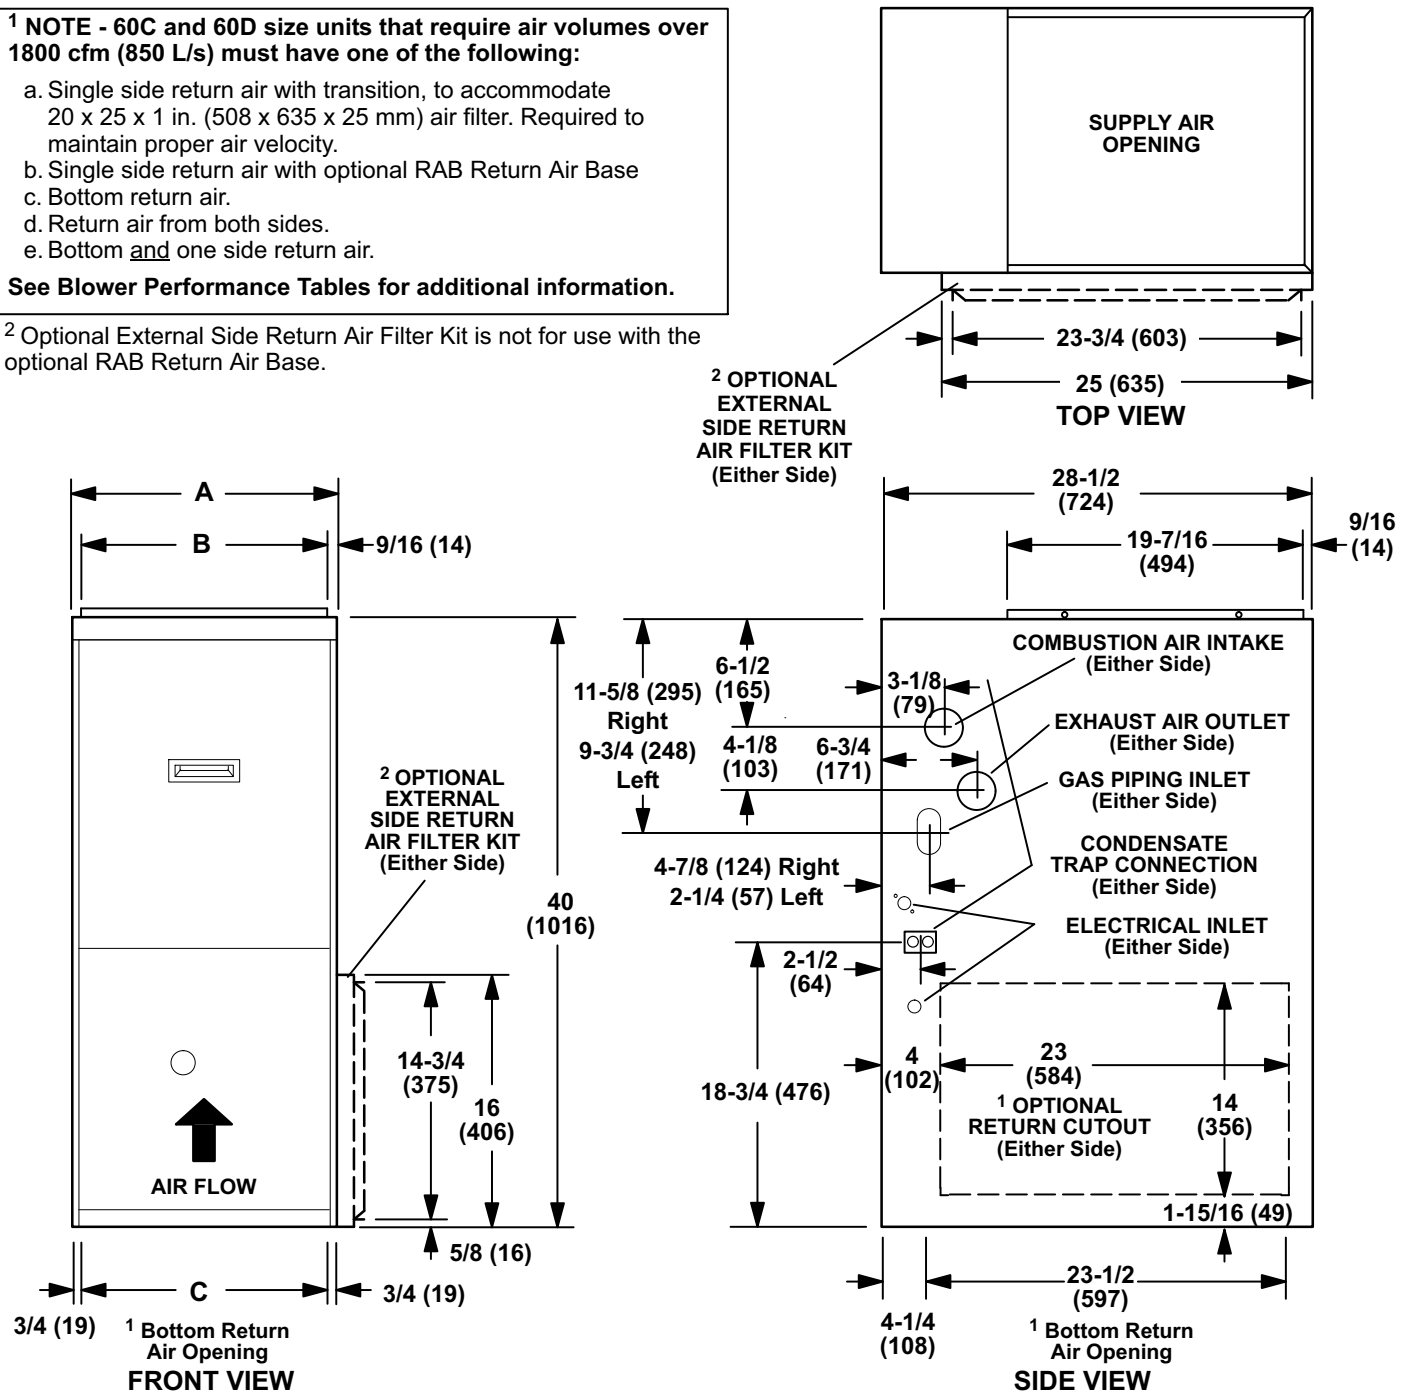 1 NOTE - 60C and 60D size units that require air volumes over
1800 cfm (850 L/s) must have one of the following:
a. Single side return air with transition, to accommodate
20 x 25 x 1 in. (508 x 635 x 25 mm) air filter. Required to
maintain proper air velocity.
b. Single side return air with optional RAB Return Air Base
c. Bottom return air.
d. Return air from both sides.
e. Bottom and one side return air.
See Blower Performance Tables for additional information.
2 Optional External Side Return Air Filter Kit is not for use with the
optional RAB Return Air Base.
SUPPLY AIR
OPENING
23-3/4 (603)
25 (635)
TOP VIEW
2 OPTIONAL
EXTERNAL
SIDE RETURN
AIR FILTER KIT
(Either Side)
A
B
9/16 (14)
2 OPTIONAL
EXTERNAL
SIDE RETURN
AIR FILTER KIT
(Either Side)
40
(1016)
14-3/4
(375)
16
(406)
AIR FLOW
5/8 (16)
C
3/4 (19)
3/4 (19)
1 Bottom Return
Air Opening
FRONT VIEW
28-1/2
(724)
19-7/16
(494)
9/16
(14)
11-5/8 (295)
Right
9-3/4 (248)
Left
6-1/2
(165)
4-1/8
(103)
3-1/8
(79)
6-3/4
(171)
COMBUSTION AIR INTAKE
(Either Side)
EXHAUST AIR OUTLET
(Either Side)
GAS PIPING INLET
(Either Side)
CONDENSATE
TRAP CONNECTION
(Either Side)
ELECTRICAL INLET
(Either Side)
4-7/8 (124) Right
2-1/4 (57) Left
2-1/2
(64)
18-3/4 (476)
4
(102)
23
(584)
1 OPTIONAL
RETURN CUTOUT
(Either Side)
14
(356)
1-15/16 (49)
23-1/2
(597)
4-1/4
(108)
1 Bottom Return
Air Opening
SIDE VIEW